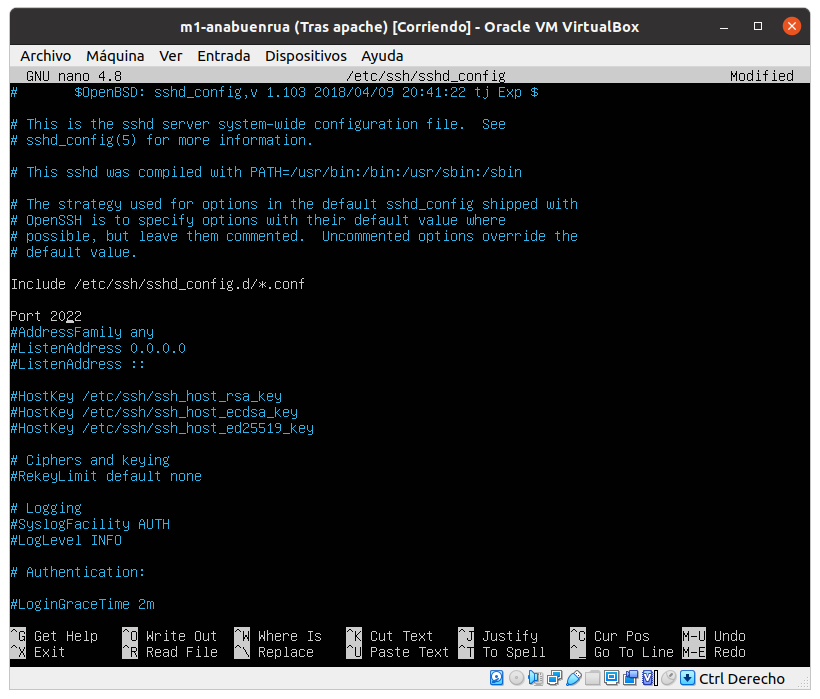 m1-anabuenrua (Tras apache) [Corriendo] - Oracle VM VirtualBox
Archivo Máquina Ver Entrada Dispositivos Ayuda
GNU nano 4.8 /etc/ssh/sshd_config Modified
# $OpenBSD: sshd_config,v 1.103 2018/04/09 20:41:22 tj Exp $
# This is the sshd server system-wide configuration file. See
# sshd_config(5) for more information.
# This sshd was compiled with PATH=/usr/bin:/bin:/usr/sbin:/sbin
# The strategy used for options in the default sshd_config shipped with
# OpenSSH is to specify options with their default value where
# possible, but leave them commented. Uncommented options override the
# default value.
Include /etc/ssh/sshd_config.d/*.conf
Port 2022
#AddressFamily any
#ListenAddress 0.0.0.0
#ListenAddress ::
#HostKey /etc/ssh/ssh_host_rsa_key
#HostKey /etc/ssh/ssh_host_ecdsa_key
#HostKey /etc/ssh/ssh_host_ed25519_key
# Ciphers and keying
#RekeyLimit default none
# Logging
#SyslogFacility AUTH
#LogLevel INFO
# Authentication:
#LoginGraceTime 2m
^G Get Help ^O Write Out ^W Where Is ^K Cut Text ^J Justify ^C Cur Pos M-U Undo
^X Exit ^R Read File ^\ Replace ^U Paste Text ^T To Spell ^_ Go To Line M-E Redo
Ctrl Derecho